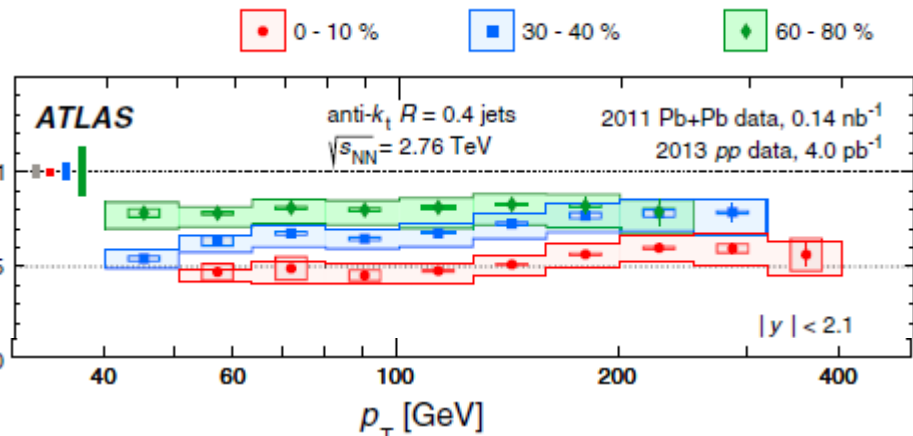 0 - 10 % 30 - 40 % 60 - 80 %
ATLAS
anti-kt R = 0.4 jets
√sNN = 2.76 TeV
2011 Pb+Pb data, 0.14 nb-1
2013 pp data, 4.0 pb-1
1
5
0
| y | < 2.1
40 60 100 200 400
pT [GeV]